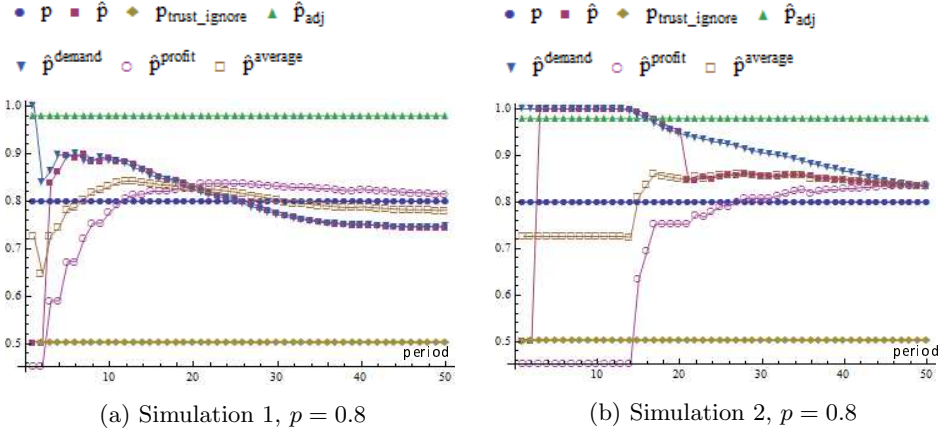 p p̂ p_trust_ignore p̂_adj
p̂^demand p̂^profit p̂^average
1.0
0.9
0.8
0.7
0.6
0.5
period
10 20 30 40 50
(a) Simulation 1, p = 0.8
p p̂ p_trust_ignore p̂_adj
p̂^demand p̂^profit p̂^average
1.0
0.9
0.8
0.7
0.6
0.5
period
10 20 30 40 50
(b) Simulation 2, p = 0.8